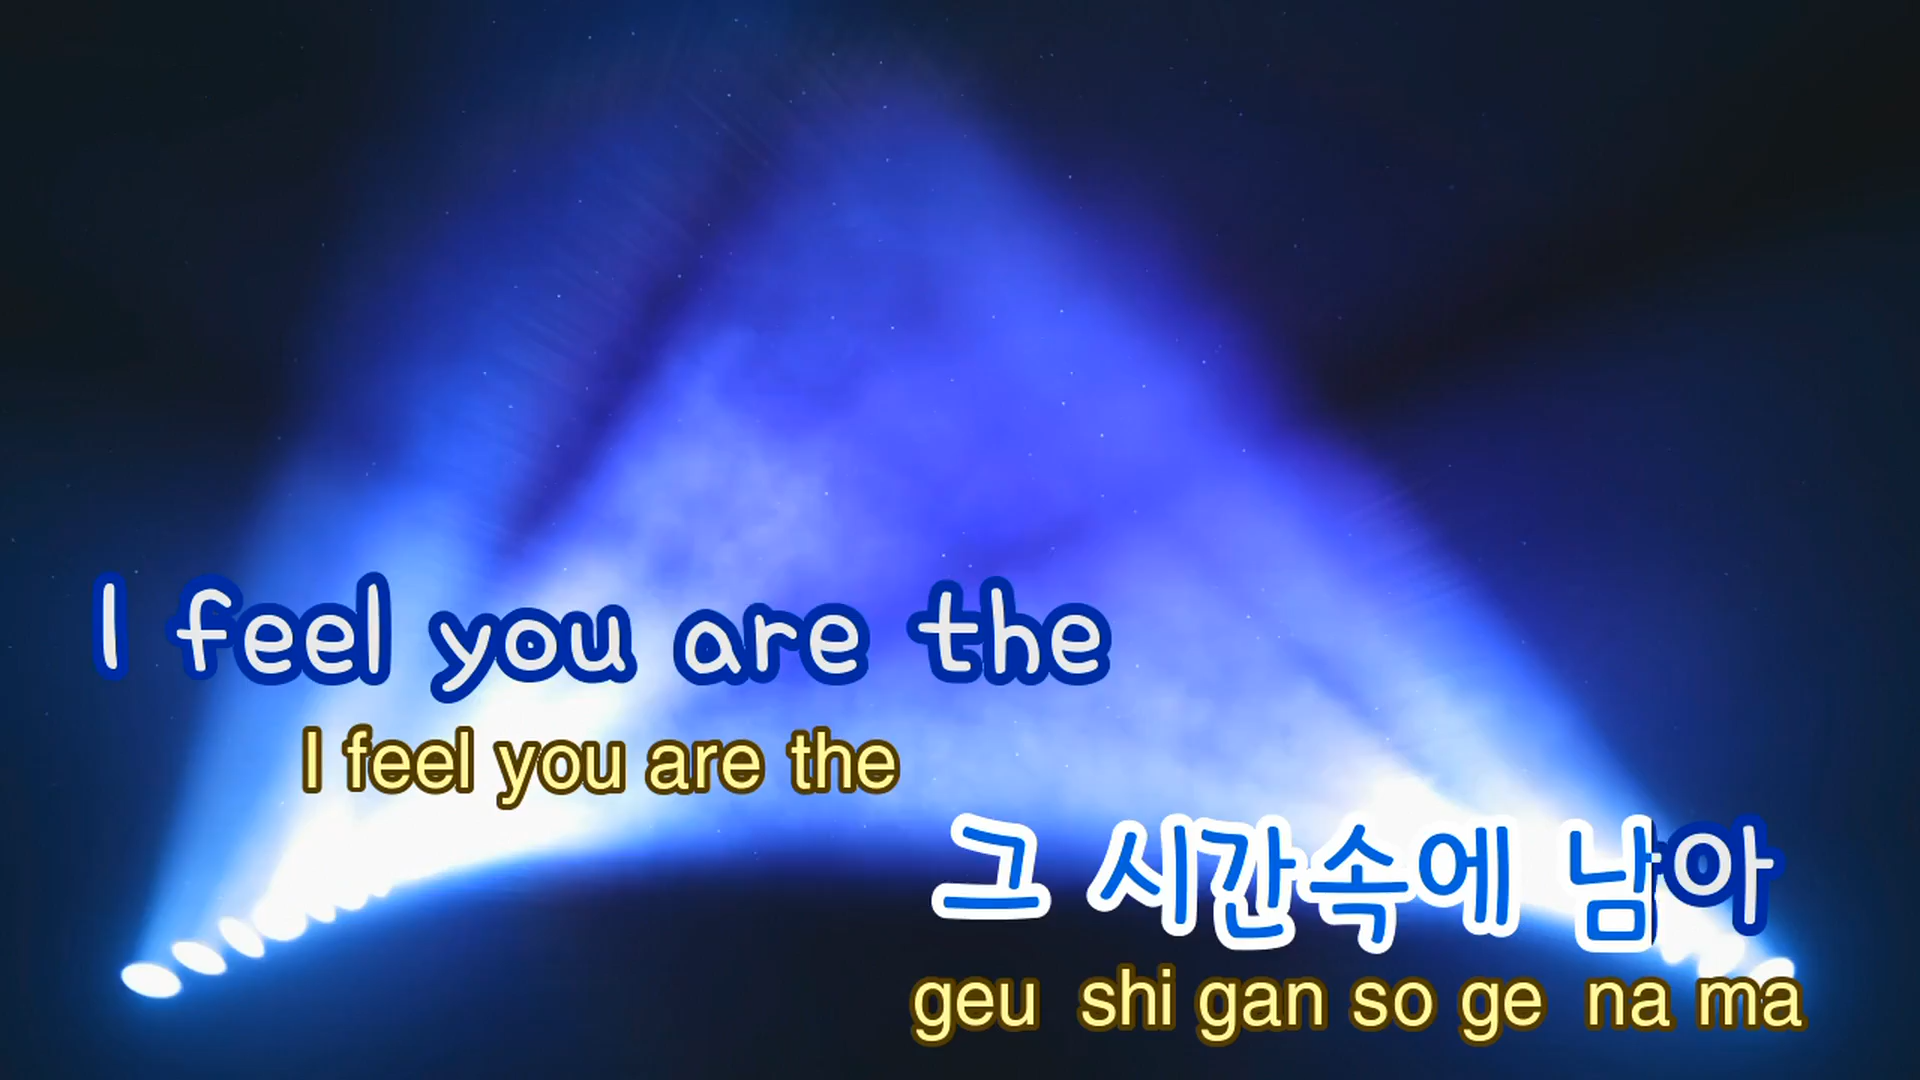 I feel you are the
I feel you are the
그 시간속에 남아
geu shi gan so ge na ma